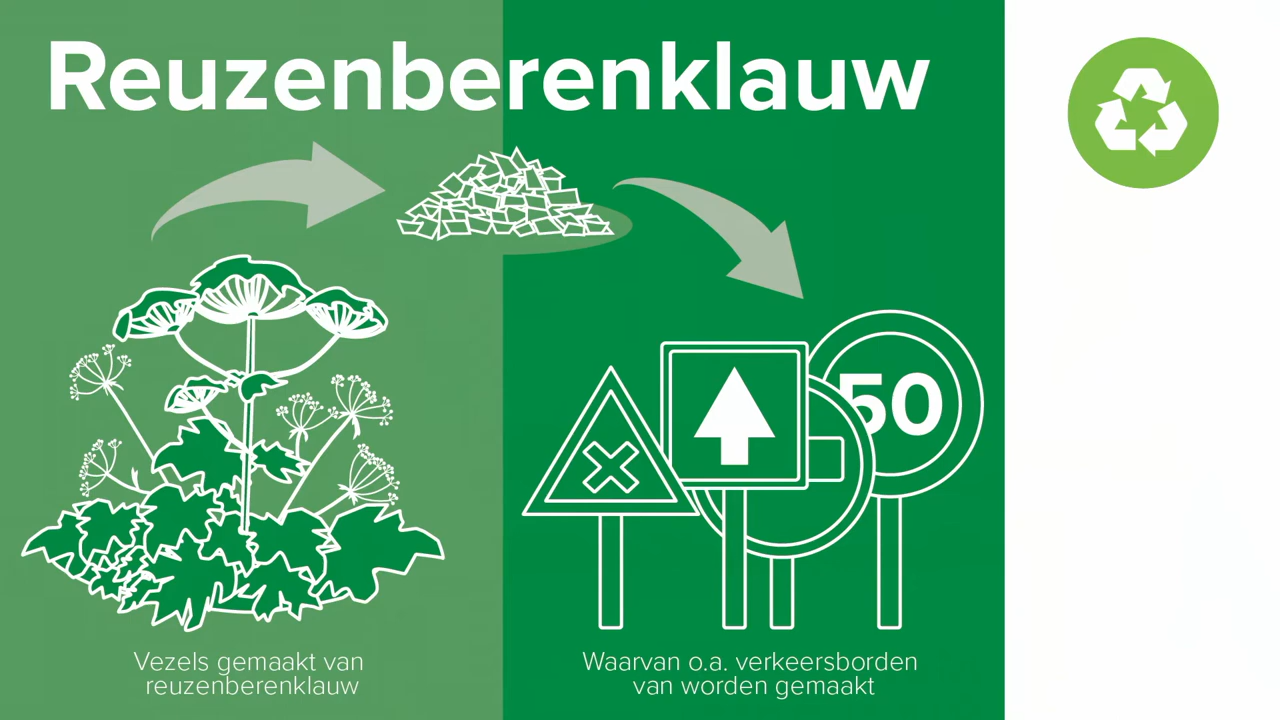 Reuzenberenklauw
50
Vezels gemaakt van
reuzenberenklauw
Waarvan o.a. verkeersborden
van worden gemaakt